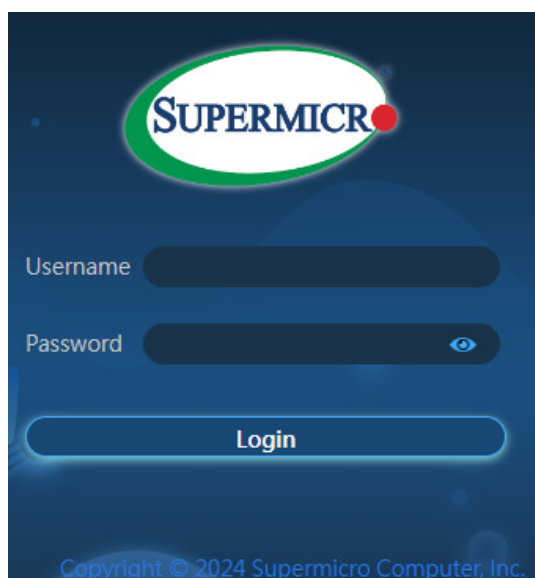 SUPERMICRO
Username
Password
Login
Copyright © 2024 Supermicro Computer, Inc.